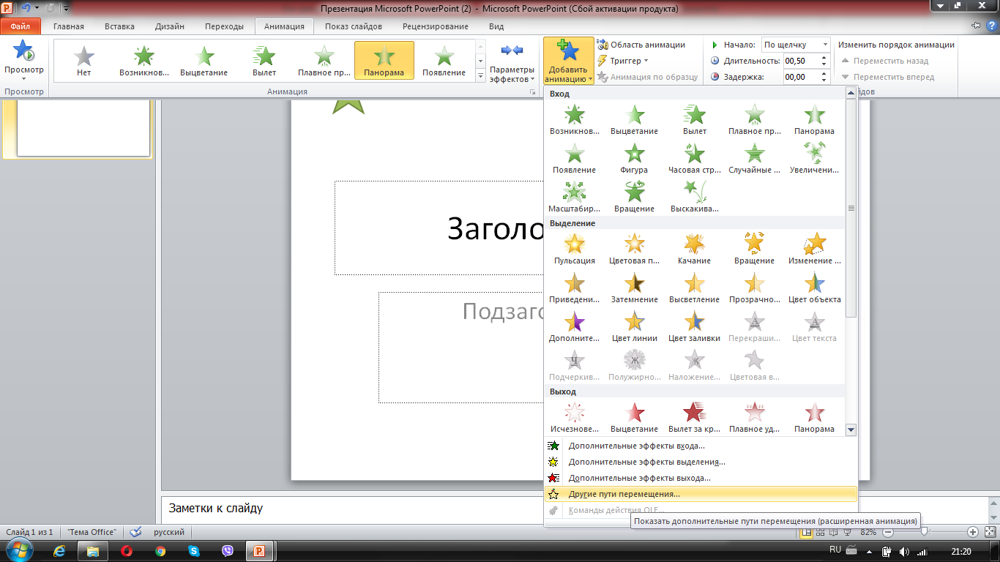 Презентация Microsoft PowerPoint (2) - Microsoft PowerPoint (Сбой активации продукта)
Файл Главная Вставка Дизайн Переходы Анимация Показ слайдов Рецензирование Вид
Просмотр
Просмотр
Нет Возникнов... Выцветание Вылет Плавное пр... Панорама Появление
Параметры эффектов
Анимация
Добавить анимацию
Область анимации
Триггер
Анимация по образцу
Начало: По щелчку
Длительность: 00,50
Задержка: 00,00
Изменить порядок анимации
Переместить назад
Переместить вперед
йдов
Вход
Возникнов... Выцветание Вылет Плавное пр... Панорама
Появление Фигура Часовая стр... Случайные ... Увеличени...
Масштабир... Вращение Выскакива...
Выделение
Пульсация Цветовая п... Качание Вращение Изменение ...
Приведени... Затемнение Высветление Прозрачно... Цвет объекта
Дополните... Цвет линии Цвет заливки Перекраши... Цвет текста
Подчеркив... Полужирно... Наложение... Цветовая в...
Выход
Исчезнове... Выцветание Вылет за кр... Плавное уд... Панорама
Дополнительные эффекты входа...
Дополнительные эффекты выделения...
Дополнительные эффекты выхода...
Другие пути перемещения...
Команды действия OLE...
Показать дополнительные пути перемещения (расширенная анимация)
Заголо
Подзаго
Заметки к слайду
Слайд 1 из 1 "Тема Office" русский 82%
RU 21:20